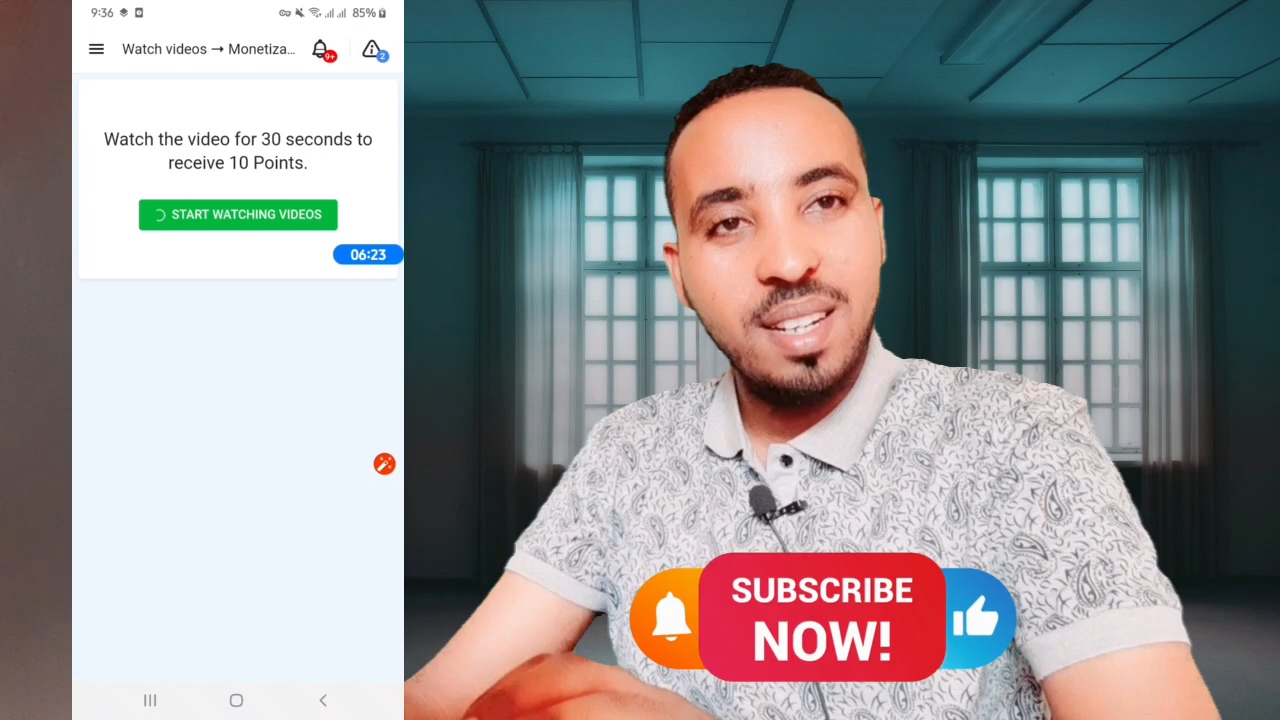 9:36
85%
Watch videos → Monetiza...
9+
2
Watch the video for 30 seconds to
receive 10 Points.
START WATCHING VIDEOS
06:23
SUBSCRIBE
NOW!